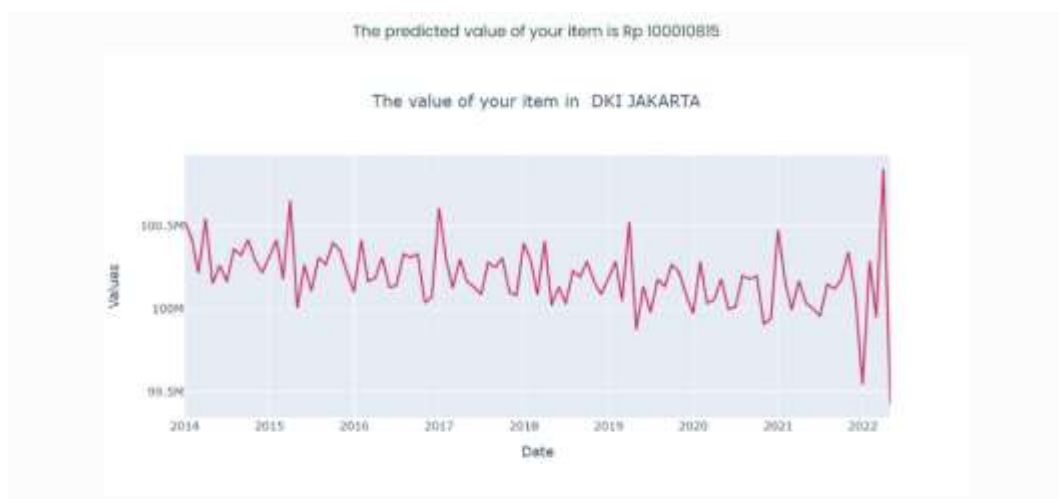 The predicted value of your item is Rp 100010815
The value of your item in DKI JAKARTA
100.5M
100M
99.5M
Values
2014 2015 2016 2017 2018 2019 2020 2021 2022
Date